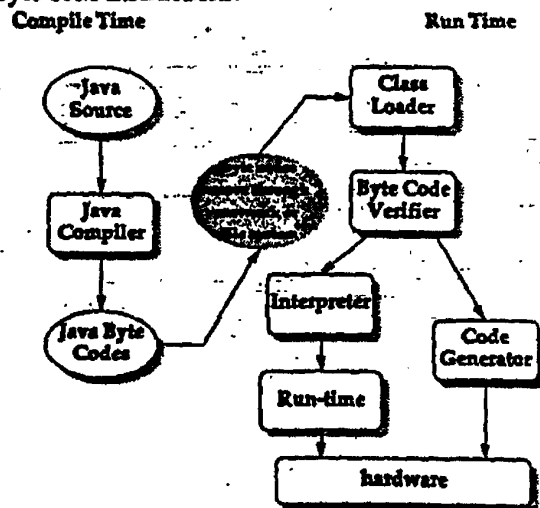 Compile Time
Run Time
Java
Source
Java
Compiler
Java Byte
Codes
Class
Loader
Byte Code
Verifier
Interpreter
Run-time
Code
Generator
hardware